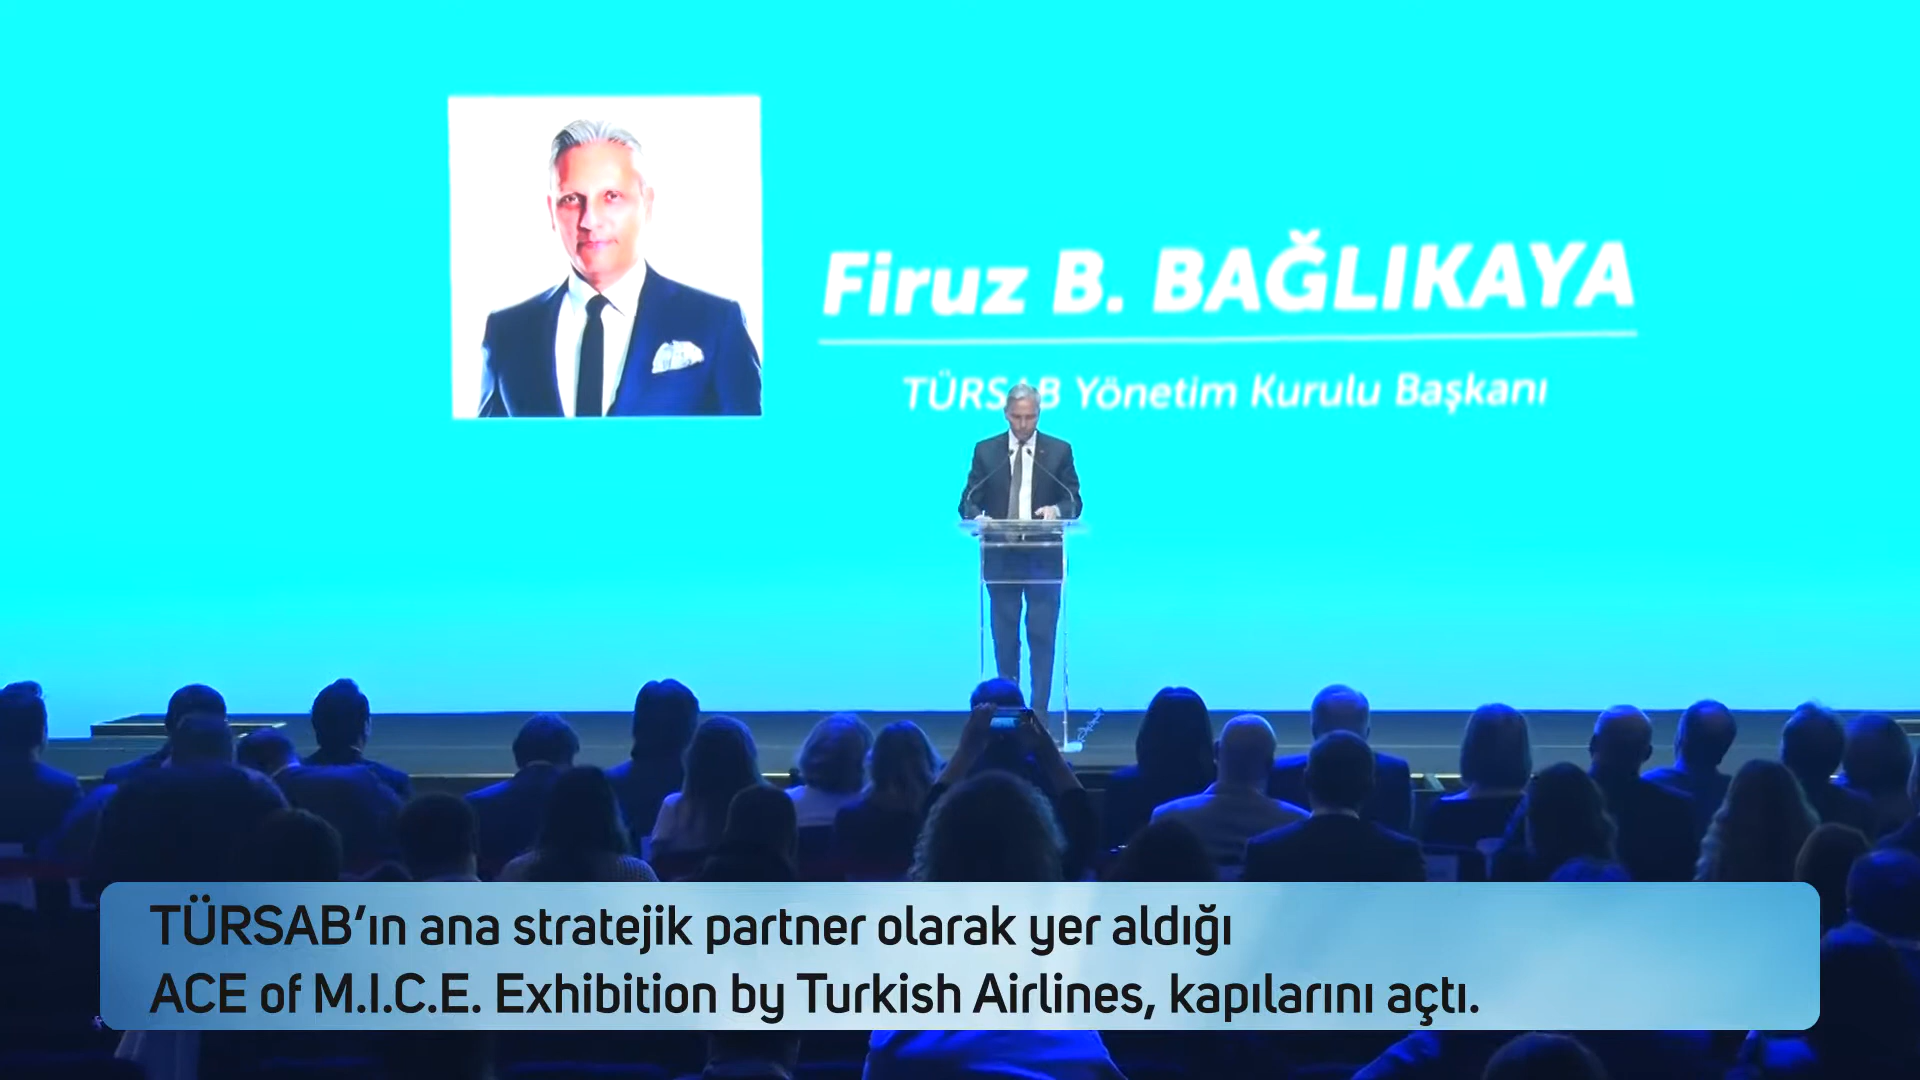 Firuz B. BAĞLIKAYA
TÜRSAB Yönetim Kurulu Başkanı
TÜRSAB’ın ana stratejik partner olarak yer aldığı
ACE of M.I.C.E. Exhibition by Turkish Airlines, kapılarını açtı.